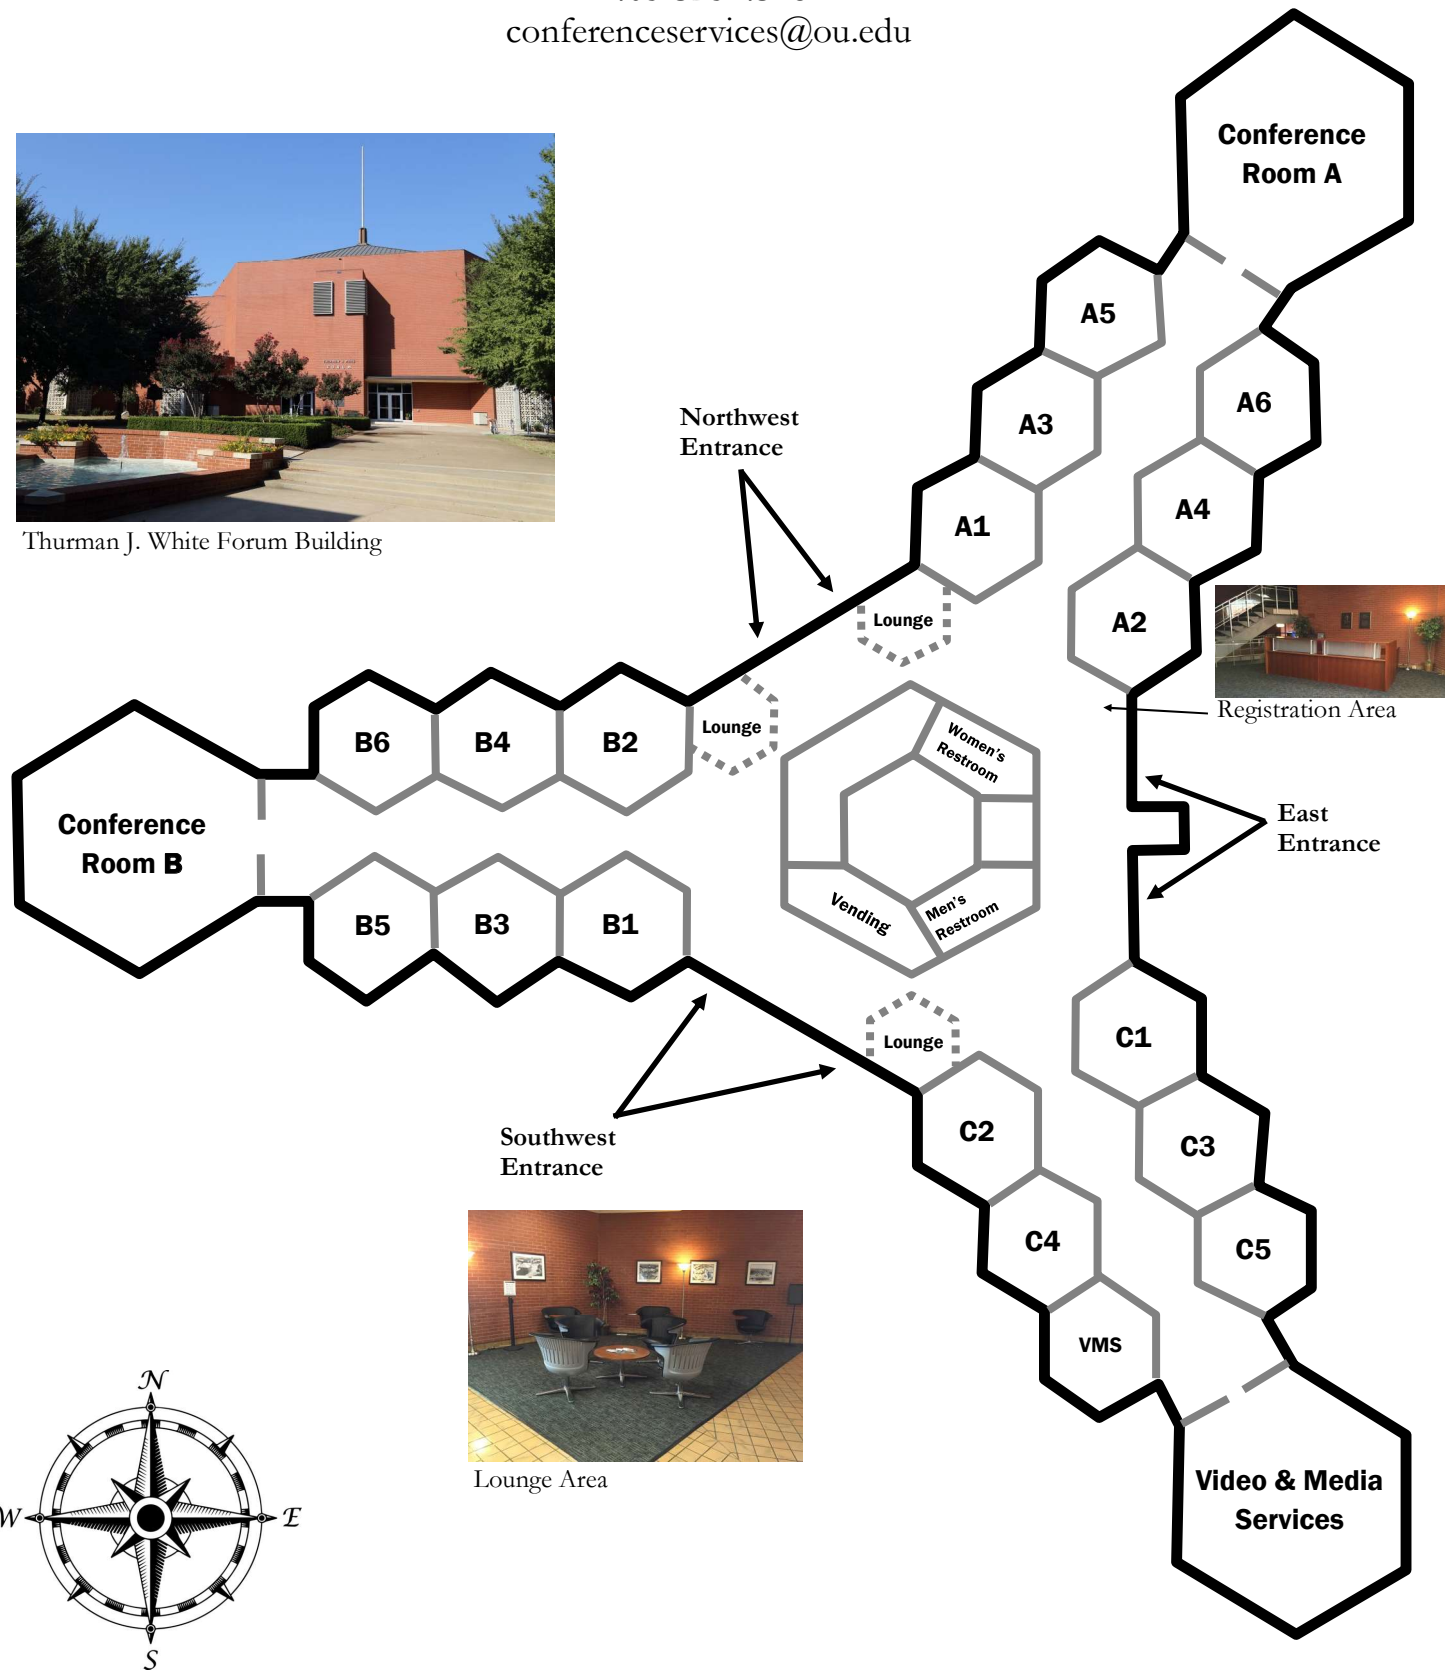 conferenceservices@ou.edu
Conference
Room A
A5
A6
Northwest
Entrance
A3
A4
A1
Thurman J. White Forum Building
Lounge
A2
Registration Area
Lounge
Women's
Restroom
B6
B4
B2
Conference
Room B
East
Entrance
B5
B3
B1
Vending
Men's
Restroom
Lounge
C1
C2
C3
Southwest
Entrance
C4
C5
VMS
Lounge Area
Video & Media
Services
N
W
E
S